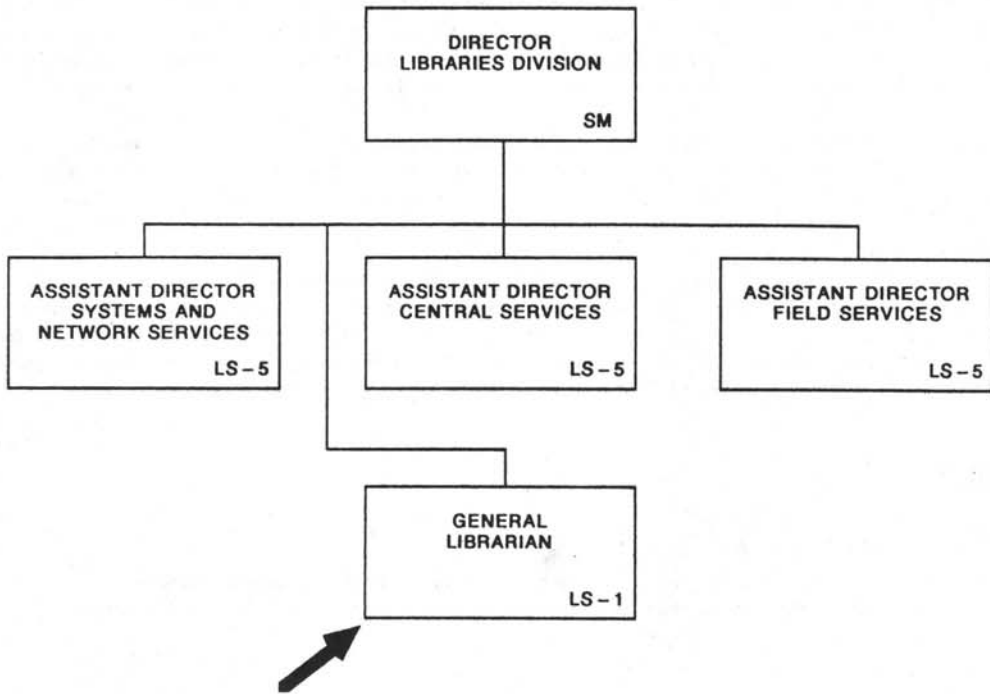 DIRECTOR
LIBRARIES DIVISION
SM
ASSISTANT DIRECTOR
SYSTEMS AND
NETWORK SERVICES
LS-5
ASSISTANT DIRECTOR
CENTRAL SERVICES
LS-5
ASSISTANT DIRECTOR
FIELD SERVICES
LS-5
GENERAL
LIBRARIAN
LS-1